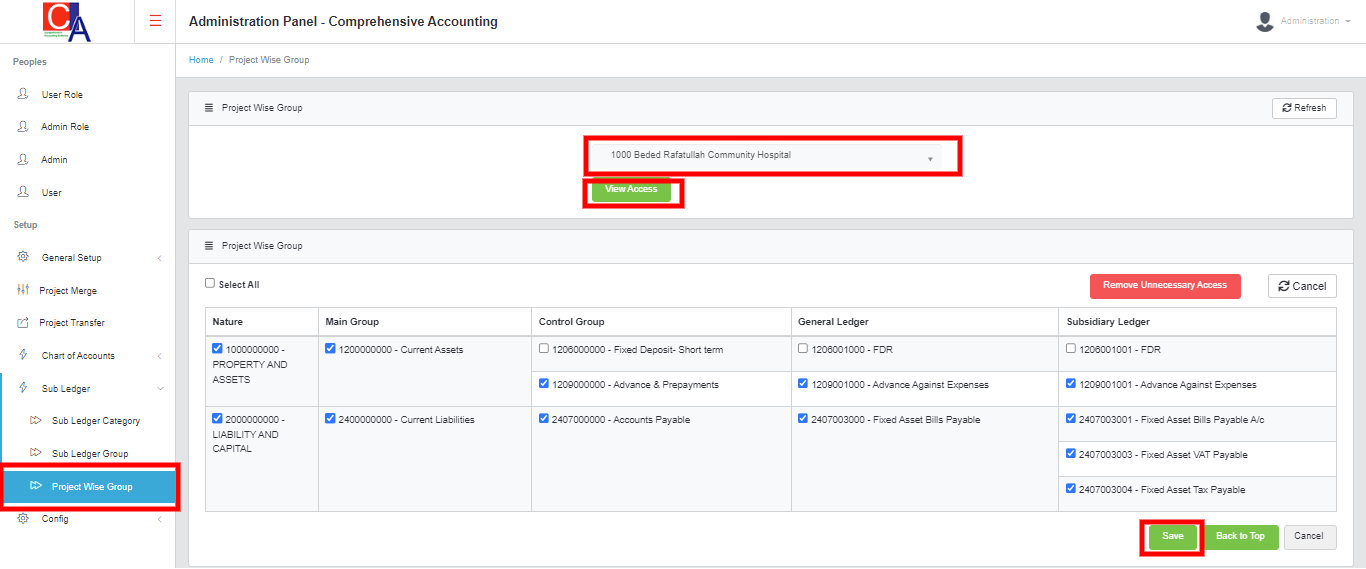 CA
Administration Panel - Comprehensive Accounting
Administration
Peoples
User Role
Admin Role
Admin
User
Setup
General Setup
Project Merge
Project Transfer
Chart of Accounts
Sub Ledger
Sub Ledger Category
Sub Ledger Group
Project Wise Group
Config
Home / Project Wise Group
Project Wise Group
Refresh
1000 Beded Rafatullah Community Hospital
View Access
Project Wise Group
Select All
Remove Unnecessary Access
Cancel
Nature Main Group Control Group General Ledger Subsidiary Ledger
1000000000 - PROPERTY AND ASSETS
1200000000 - Current Assets
1206000000 - Fixed Deposit- Short term
1206001000 - FDR
1206001001 - FDR
1209000000 - Advance & Prepayments
1209001000 - Advance Against Expenses
1209001001 - Advance Against Expenses
2000000000 - LIABILITY AND CAPITAL
2400000000 - Current Liabilities
2407000000 - Accounts Payable
2407003000 - Fixed Asset Bills Payable
2407003001 - Fixed Asset Bills Payable A/c
2407003003 - Fixed Asset VAT Payable
2407003004 - Fixed Asset Tax Payable
Save
Back to Top
Cancel